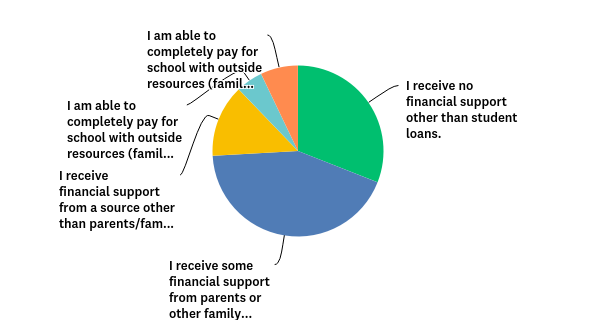 I am able to
completely pay for
school with outside
resources (famil...
I receive no
financial support
other than student
loans.
I am able to
completely pay for
school with outside
resources (famil...
I receive
financial support
from a source other
than parents/fam...
I receive some
financial support
from parents or
other family...